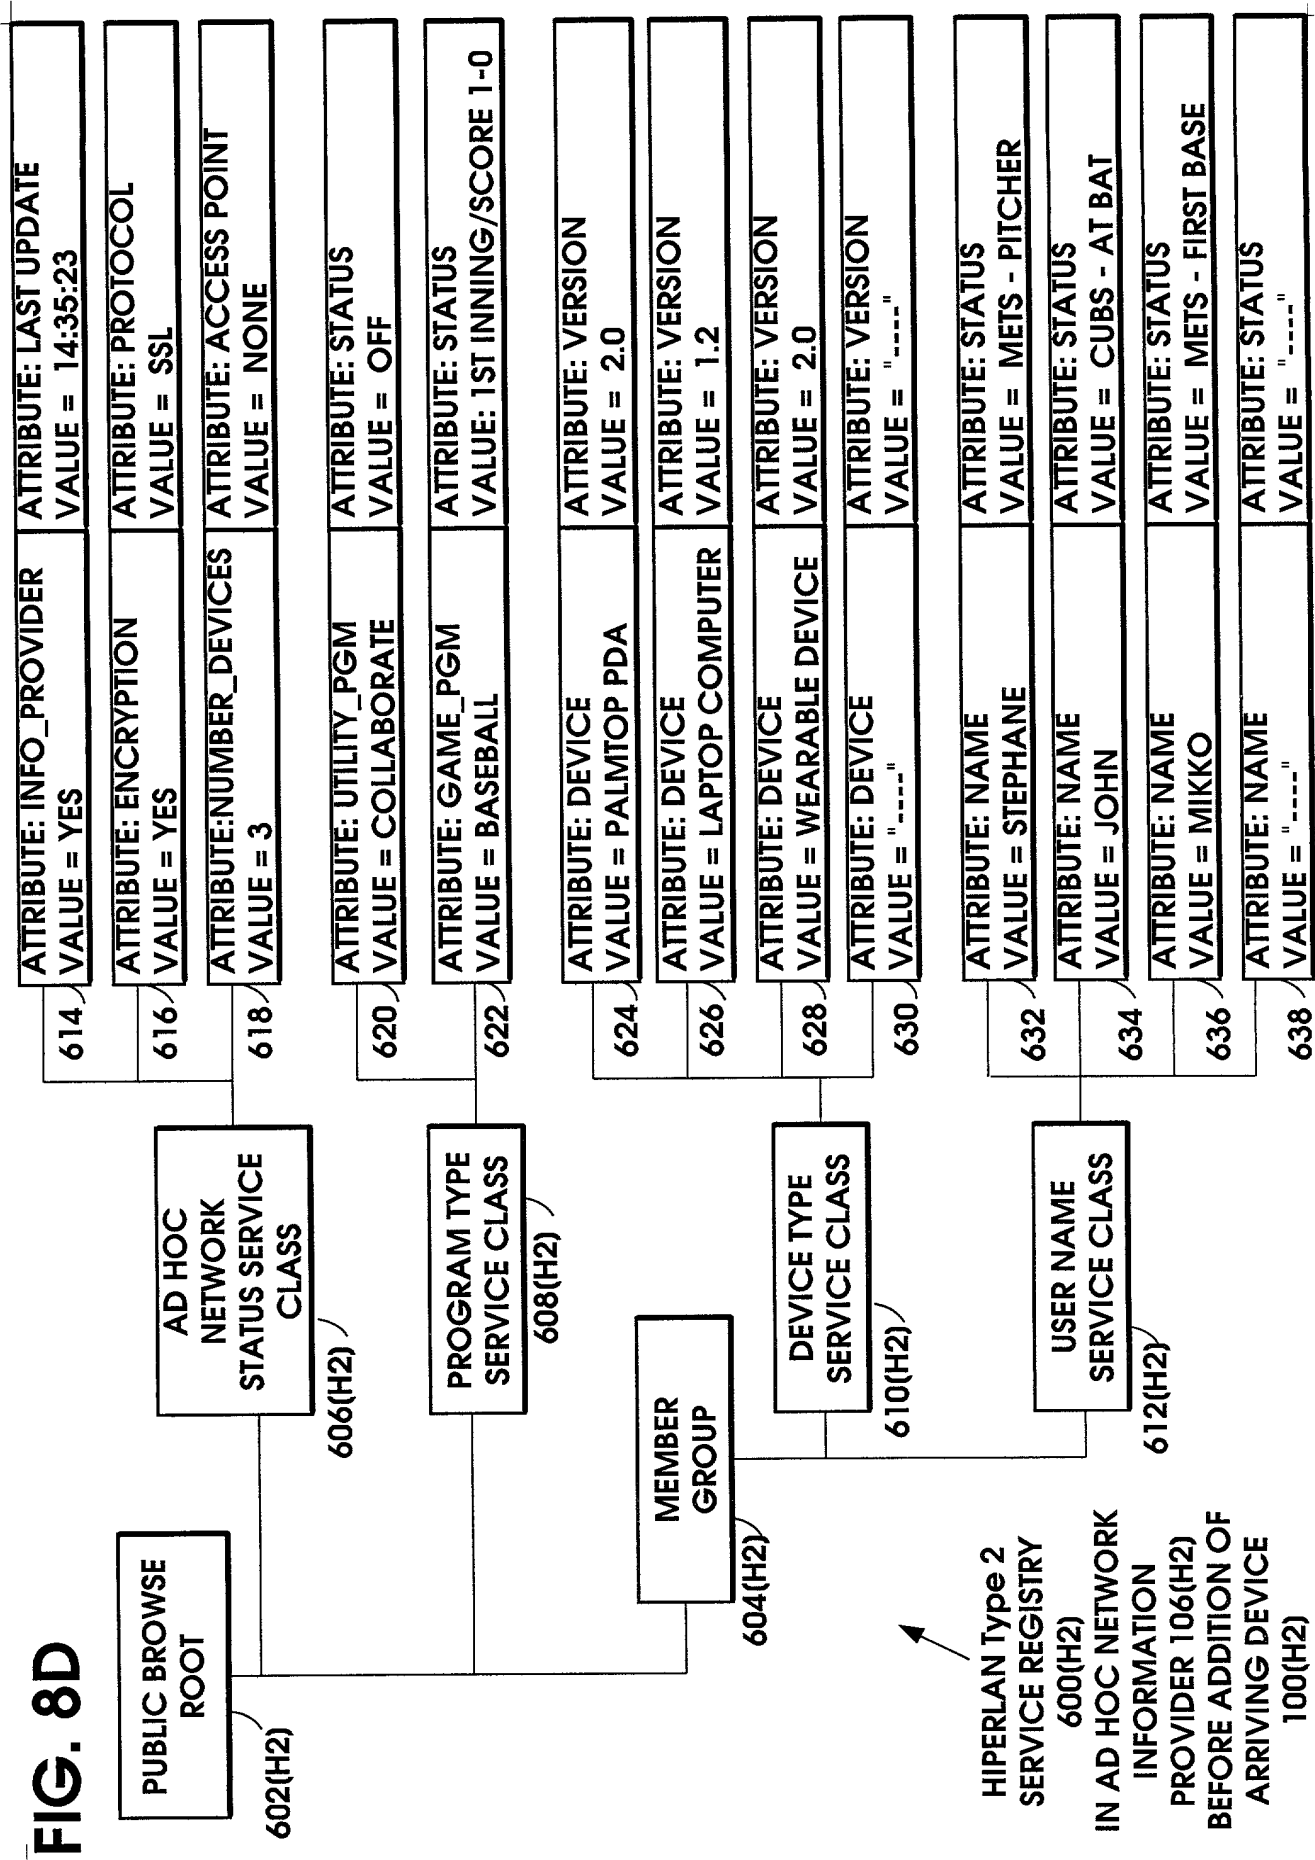 FIG. 8D
PUBLIC BROWSE
ROOT
602(H2)
AD HOC
NETWORK
STATUS SERVICE
CLASS
606(H2)
ATTRIBUTE: INFO_PROVIDER
VALUE = YES
ATTRIBUTE: LAST UPDATE
VALUE = 14:35:23
614
ATTRIBUTE: ENCRYPTION
VALUE = YES
ATTRIBUTE: PROTOCOL
VALUE = SSL
616
ATTRIBUTE:NUMBER_DEVICES
VALUE = 3
ATTRIBUTE: ACCESS POINT
VALUE = NONE
618
PROGRAM TYPE
SERVICE CLASS
608(H2)
ATTRIBUTE: UTILITY_PGM
VALUE = COLLABORATE
ATTRIBUTE: STATUS
VALUE = OFF
620
ATTRIBUTE: GAME_PGM
VALUE = BASEBALL
ATTRIBUTE: STATUS
VALUE: 1ST INNING/SCORE 1-0
622
MEMBER
GROUP
604(H2)
DEVICE TYPE
SERVICE CLASS
610(H2)
ATTRIBUTE: DEVICE
VALUE = PALMTOP PDA
ATTRIBUTE: VERSION
VALUE = 2.0
624
ATTRIBUTE: DEVICE
VALUE = LAPTOP COMPUTER
ATTRIBUTE: VERSION
VALUE = 1.2
626
ATTRIBUTE: DEVICE
VALUE = WEARABLE DEVICE
ATTRIBUTE: VERSION
VALUE = 2.0
628
ATTRIBUTE: DEVICE
VALUE = "----"
ATTRIBUTE: VERSION
VALUE = "----"
630
USER NAME
SERVICE CLASS
612(H2)
ATTRIBUTE: NAME
VALUE = STEPHANE
ATTRIBUTE: STATUS
VALUE = METS - PITCHER
632
ATTRIBUTE: NAME
VALUE = JOHN
ATTRIBUTE: STATUS
VALUE = CUBS - AT BAT
634
ATTRIBUTE: NAME
VALUE = MIKKO
ATTRIBUTE: STATUS
VALUE = METS - FIRST BASE
636
ATTRIBUTE: NAME
VALUE = "----"
ATTRIBUTE: STATUS
VALUE = "----"
638
HIPERLAN Type 2
SERVICE REGISTRY
600(H2)
IN AD HOC NETWORK
INFORMATION
PROVIDER 106(H2)
BEFORE ADDITION OF
ARRIVING DEVICE
100(H2)